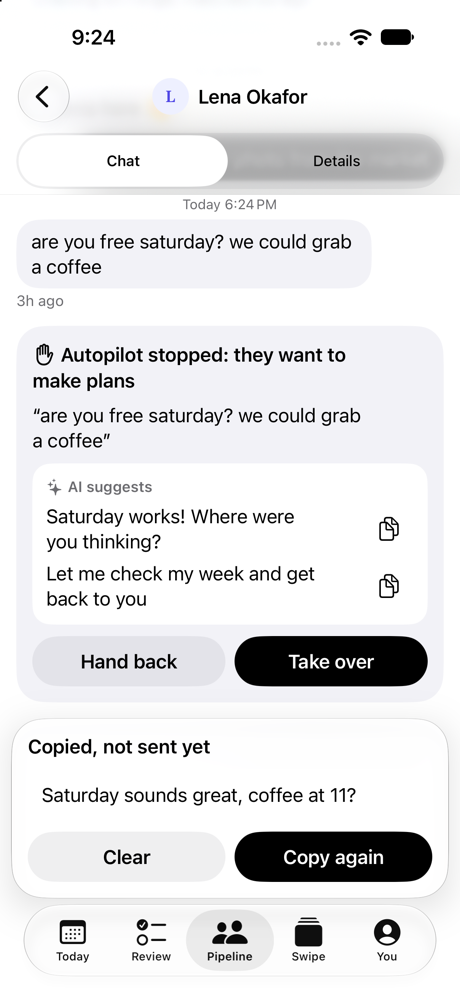 9:24
L
Lena Okafor
Chat
Details
Today 6:24 PM
are you free saturday? we could grab
a coffee
3h ago
Autopilot stopped: they want to
make plans
“are you free saturday? we could grab
a coffee”
AI suggests
Saturday works! Where were
you thinking?
Let me check my week and get
back to you
Hand back
Take over
Copied, not sent yet
Saturday sounds great, coffee at 11?
Clear
Copy again
Today
Review
Pipeline
Swipe
You